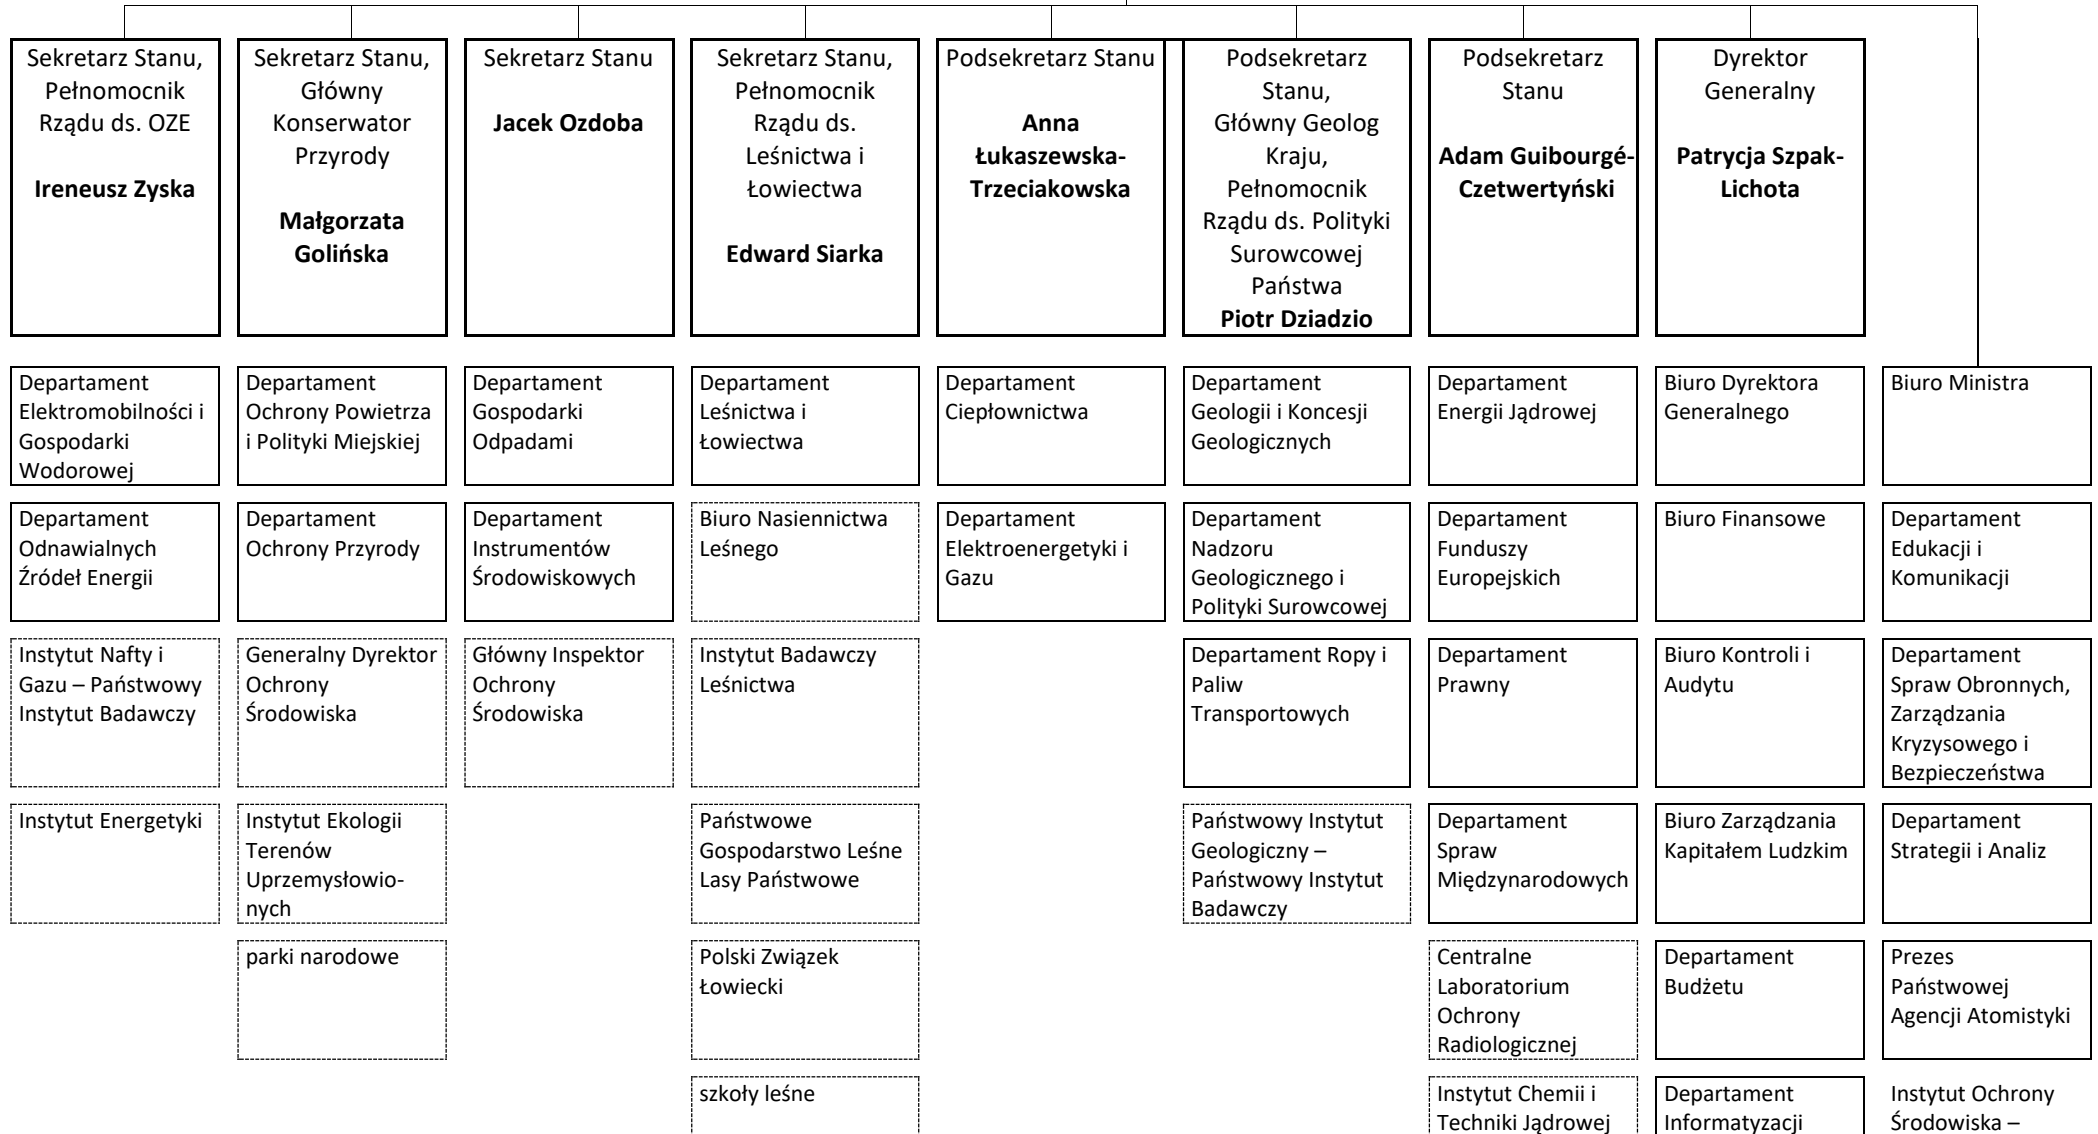 Sekretarz Stanu,
Pełnomocnik
Rządu ds. OZE
Ireneusz Zyska
Sekretarz Stanu,
Główny
Konserwator
Przyrody
Małgorzata
Golińska
Sekretarz Stanu
Jacek Ozdoba
Sekretarz Stanu,
Pełnomocnik
Rządu ds.
Leśnictwa i
Łowiectwa
Edward Siarka
Podsekretarz Stanu
Anna
Łukaszewska-
Trzeciakowska
Podsekretarz
Stanu,
Główny Geolog
Kraju,
Pełnomocnik
Rządu ds. Polityki
Surowcowej
Państwa
Piotr Dziadzio
Podsekretarz
Stanu
Adam Guibourgé-
Czetwertyński
Dyrektor
Generalny
Patrycja Szpak-
Lichota
Departament
Elektromobilności i
Gospodarki
Wodorowej
Departament
Ochrony Powietrza
i Polityki Miejskiej
Departament
Gospodarki
Odpadami
Departament
Leśnictwa i
Łowiectwa
Departament
Ciepłownictwa
Departament
Geologii i Koncesji
Geologicznych
Departament
Energii Jądrowej
Biuro Dyrektora
Generalnego
Biuro Ministra
Departament
Odnawialnych
Źródeł Energii
Departament
Ochrony Przyrody
Departament
Instrumentów
Środowiskowych
Biuro Nasiennictwa
Leśnego
Departament
Elektroenergetyki i
Gazu
Departament
Nadzoru
Geologicznego i
Polityki Surowcowej
Departament
Funduszy
Europejskich
Biuro Finansowe
Departament
Edukacji i
Komunikacji
Instytut Nafty i
Gazu – Państwowy
Instytut Badawczy
Generalny Dyrektor
Ochrony
Środowiska
Główny Inspektor
Ochrony
Środowiska
Instytut Badawczy
Leśnictwa
Departament Ropy i
Paliw
Transportowych
Departament
Prawny
Biuro Kontroli i
Audytu
Departament
Spraw Obronnych,
Zarządzania
Kryzysowego i
Bezpieczeństwa
Instytut Energetyki
Instytut Ekologii
Terenów
Uprzemysłowio-
nych
Państwowe
Gospodarstwo Leśne
Lasy Państwowe
Państwowy Instytut
Geologiczny –
Państwowy Instytut
Badawczy
Departament
Spraw
Międzynarodowych
Biuro Zarządzania
Kapitałem Ludzkim
Departament
Strategii i Analiz
parki narodowe
Polski Związek
Łowiecki
Centralne
Laboratorium
Ochrony
Radiologicznej
Departament
Budżetu
Prezes
Państwowej
Agencji Atomistyki
szkoły leśne
Instytut Chemii i
Techniki Jądrowej
Departament
Informatyzacji
Instytut Ochrony
Środowiska –